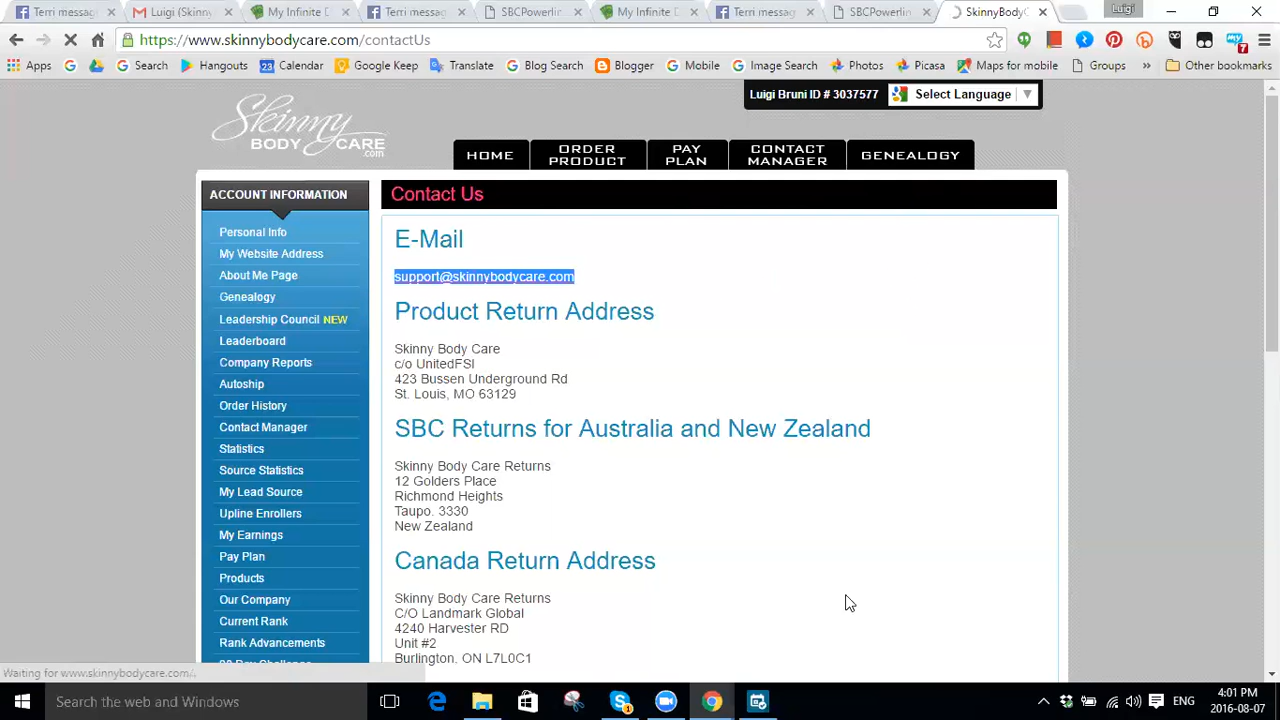 Terri messag
Luigi (Skinny
My Infinite D
Terri messag
SBCPowerlin
My Infinite D
Terri messag
SBCPowerlin
SkinnyBodyC
Luigi
https://www.skinnybodycare.com/contactUs
Apps Search Hangouts Calendar Google Keep Translate Blog Search Blogger Mobile Image Search Photos Picasa Maps for mobile Groups » Other bookmarks
Luigi Bruni ID # 3037577 Select Language ▼
Skinny
BODY CARE
.com
HOME
ORDER
PRODUCT
PAY
PLAN
CONTACT
MANAGER
GENEALOGY
ACCOUNT INFORMATION
Personal Info
My Website Address
About Me Page
Genealogy
Leadership Council NEW
Leaderboard
Company Reports
Autoship
Order History
Contact Manager
Statistics
Source Statistics
My Lead Source
Upline Enrollers
My Earnings
Pay Plan
Products
Our Company
Current Rank
Rank Advancements
Contact Us
E-Mail
support@skinnybodycare.com
Product Return Address
Skinny Body Care
c/o UnitedFSI
423 Bussen Underground Rd
St. Louis, MO 63129
SBC Returns for Australia and New Zealand
Skinny Body Care Returns
12 Golders Place
Richmond Heights
Taupo. 3330
New Zealand
Canada Return Address
Skinny Body Care Returns
C/O Landmark Global
4240 Harvester RD
Unit #2
Burlington, ON L7L0C1
Waiting for www.skinnybodycare.com/..
Search the web and Windows
ENG
4:01 PM
2016-08-07